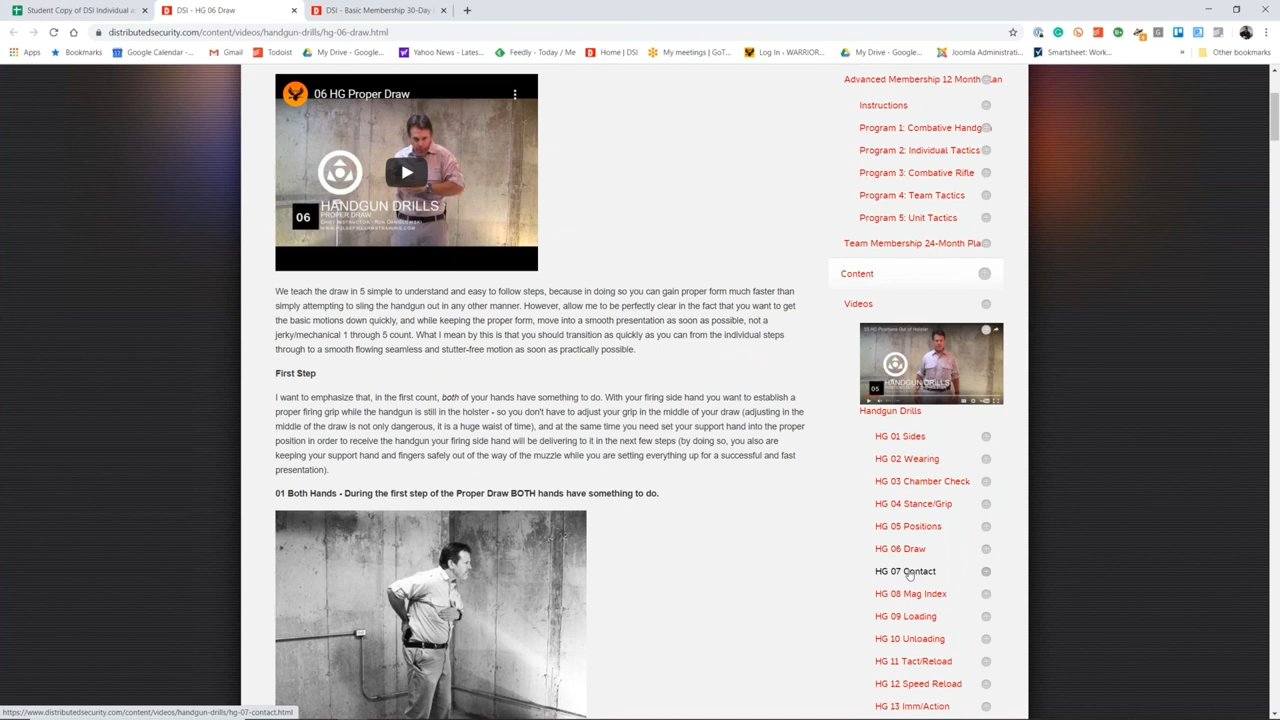 Student Copy of DSI Individual a
DSI - HG 06 Draw
DSI - Basic Membership 30-Day
distributedsecurity.com/content/videos/handgun-drills/hg-06-draw.html
Apps
Bookmarks
Google Calendar -...
Gmail
Todoist
My Drive - Google...
Yahoo News - Lates...
Feedly - Today / Me
Home | DSI
My meetings | GoT...
Log In - WARRIOR...
My Drive - Google...
Joomla Administrati...
Smartsheet: Work...
Other bookmarks
06 HG Proper Draw
06
HANDGUN DRILLS
PROPER DRAW
We teach the draw in 5 simple to understand and easy to follow steps, because in doing so you can gain proper form much faster than
simply attempting to sling the handgun out in any other manner. However, allow me to be perfectly clear in the fact that you want to get
the basic motions down quickly, and while keeping the proper form, move into a smooth presentation as soon as possible, not a
jerky/mechanical 1 through 5 count. What I mean by this is that you should transition as quickly as you can from the individual steps
through to a smooth flowing seamless and stutter-free motion as soon as practically possible.
First Step
I want to emphasize that, in the first count, both of your hands have something to do. With your firing side hand you want to establish a
proper firing grip while the handgun is still in the holster - so you don't have to adjust your grip in the middle of your draw (adjusting in the
middle of the draw is not only dangerous, it is a huge waist of time), and at the same time you need set your support hand into the proper
position in order to receive the handgun your firing side hand will be delivering to it in the next few steps (by doing so, you also are
keeping your support hand and fingers safely out of the way of the muzzle while you are setting everything up for a successful and fast
presentation).
01 Both Hands - During the first step of the Proper Draw BOTH hands have something to do.
Advanced Membership 12 Month Plan
Instructions
Program 1: Combative Handg
Program 2: Individual Tactics
Program 3: Combative Rifle
Program 4: Team Tactics
Program 5: Unit Tactics
Team Membership 24-Month Pla
Content
Videos
05 HG Positions Out of Holster
05
HANDGUN DRILLS
Handgun Drills
HG 01 Sides
HG 02 Wearing
HG 03 Chamber Check
HG 04 Stance/Grip
HG 05 Positions
HG 06 Draw
HG 07 Contact
HG 08 Mag Index
HG 09 Loading
HG 10 Unloading
HG 11 Tact/Reload
HG 12 Speed Reload
HG 13 Imm/Action
https://www.distributedsecurity.com/content/videos/handgun-drills/hg-07-contact.html